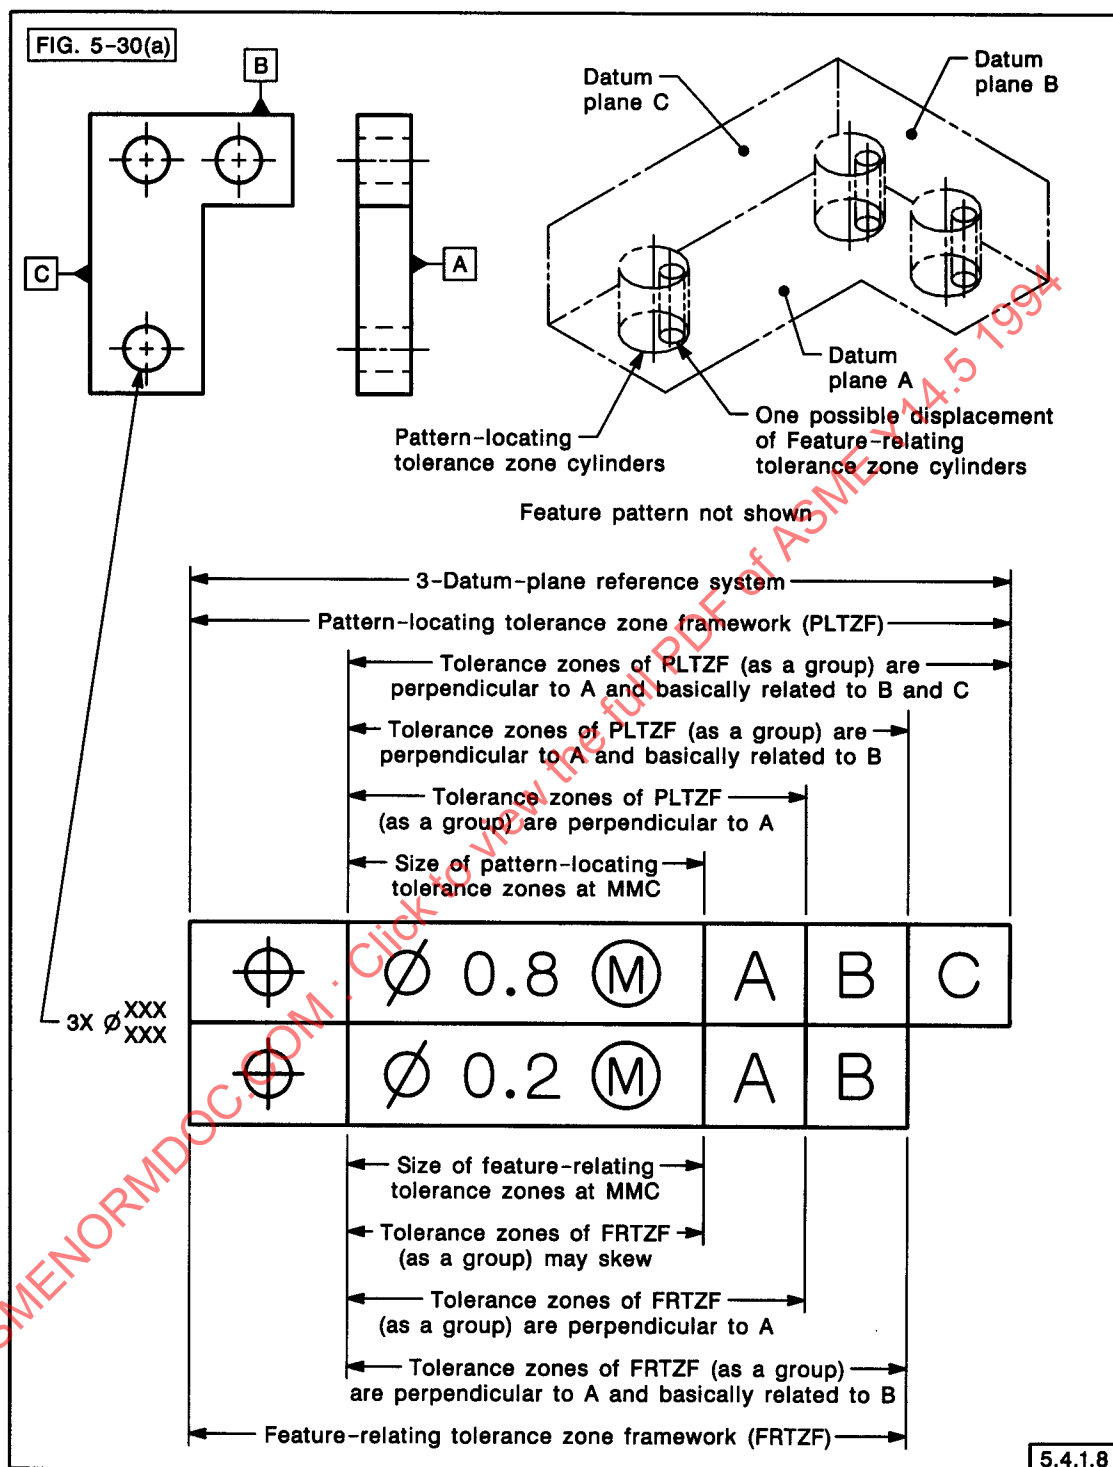 FIG. 5-30(a)
B
C
A
Datum
plane C
Datum
plane B
Datum
plane A
Pattern-locating
tolerance zone cylinders
One possible displacement
of Feature-relating
tolerance zone cylinders
Feature pattern not shown
3-Datum-plane reference system
Pattern-locating tolerance zone framework (PLTZF)
Tolerance zones of PLTZF (as a group) are
perpendicular to A and basically related to B and C
Tolerance zones of PLTZF (as a group) are
perpendicular to A and basically related to B
Tolerance zones of PLTZF
(as a group) are perpendicular to A
Size of pattern-locating
tolerance zones at MMC
⌖ ⌀ 0.8 Ⓜ A B C
3X ⌀ XXX
XXX
⌖ ⌀ 0.2 Ⓜ A B
Size of feature-relating
tolerance zones at MMC
Tolerance zones of FRTZF
(as a group) may skew
Tolerance zones of FRTZF
(as a group) are perpendicular to A
Tolerance zones of FRTZF (as a group)
are perpendicular to A and basically related to B
Feature-relating tolerance zone framework (FRTZF)
5.4.1.8
SMENORMDOC.COM : Click to view the full PDF of ASME Y14.5 1994